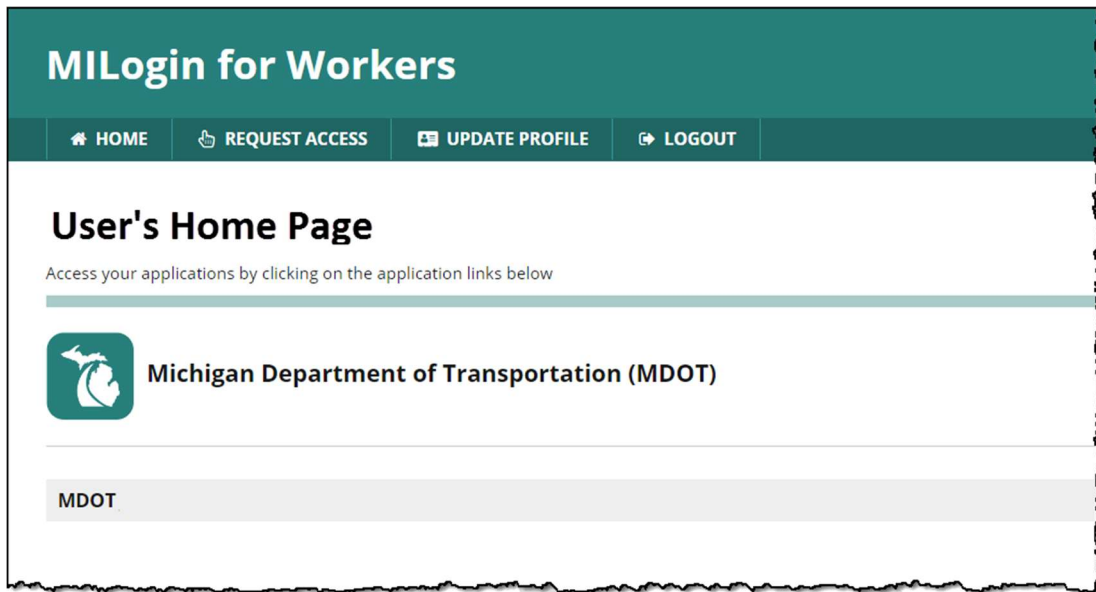 MILogin for Workers
HOME REQUEST ACCESS UPDATE PROFILE LOGOUT
User's Home Page
Access your applications by clicking on the application links below
Michigan Department of Transportation (MDOT)
MDOT